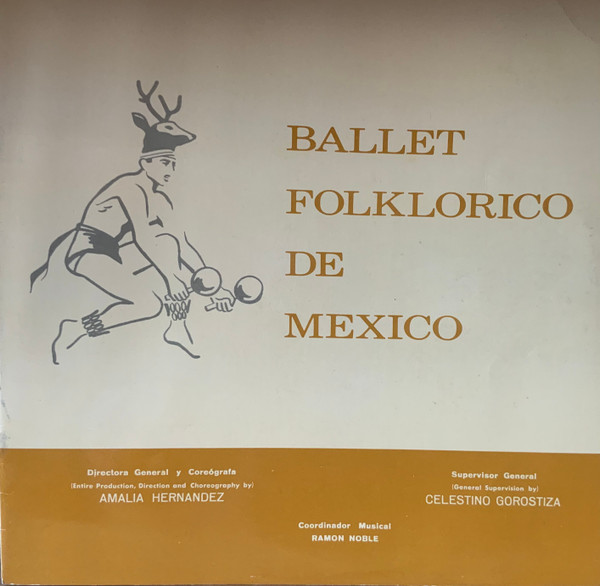 BALLET
FOLKLORICO
DE
MEXICO
Directora General y Coreógrafa
(Entire Production, Direction and Choreography by)
AMALIA HERNANDEZ
Supervisor General
(General Supervision by)
CELESTINO GOROSTIZA
Coordinador Musical
RAMON NOBLE